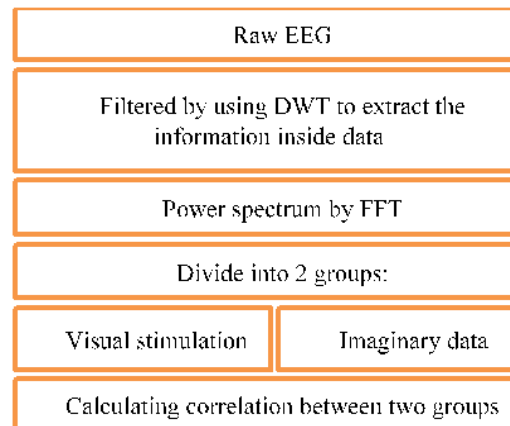 Raw EEG
Filtered by using DWT to extract the
information inside data
Power spectrum by FFT
Divide into 2 groups:
Visual stimulation
Imaginary data
Calculating correlation between two groups